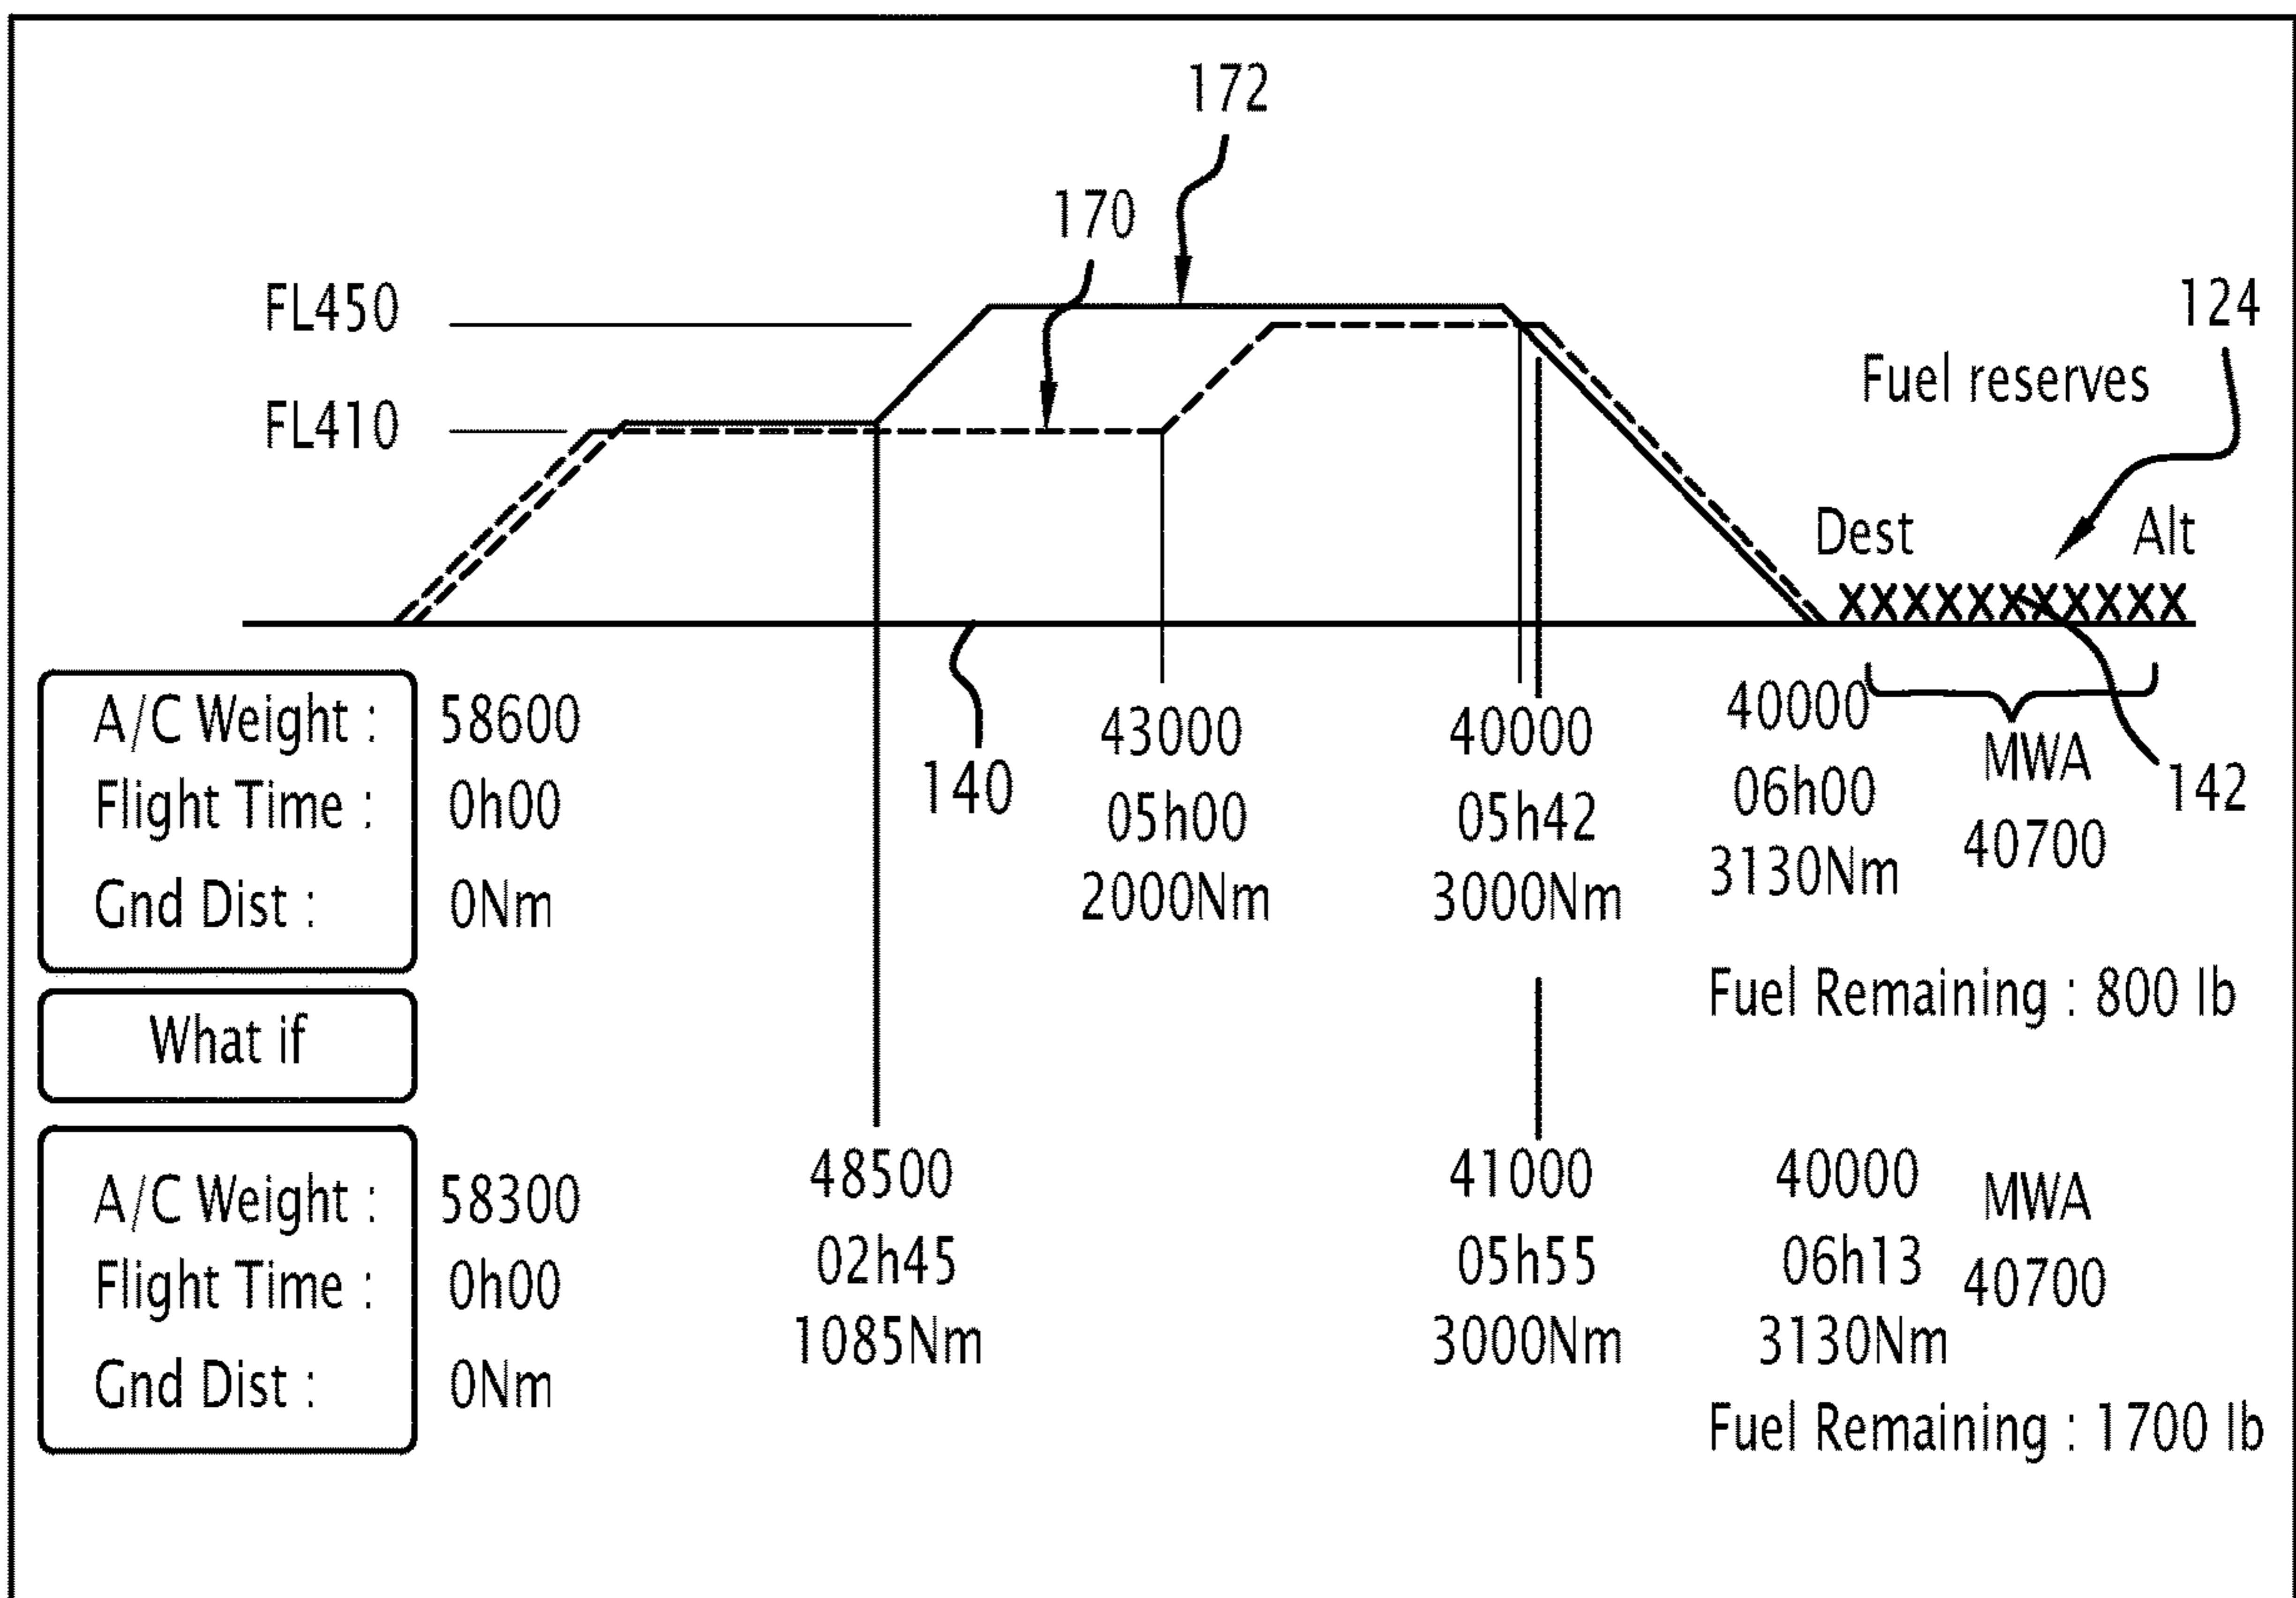 172
170
FL450
124
Fuel reserves
FL410
Dest Alt
XXXXXXXXXXX
A/C Weight : 58600
Flight Time : 0h00
Gnd Dist : 0Nm
140
43000
05h00
2000Nm
40000
05h42
3000Nm
40000
06h00
3130Nm
MWA
40700
142
Fuel Remaining : 800 lb
What if
A/C Weight : 58300
Flight Time : 0h00
Gnd Dist : 0Nm
48500
02h45
1085Nm
41000
05h55
3000Nm
40000
06h13
3130Nm
MWA
40700
Fuel Remaining : 1700 lb